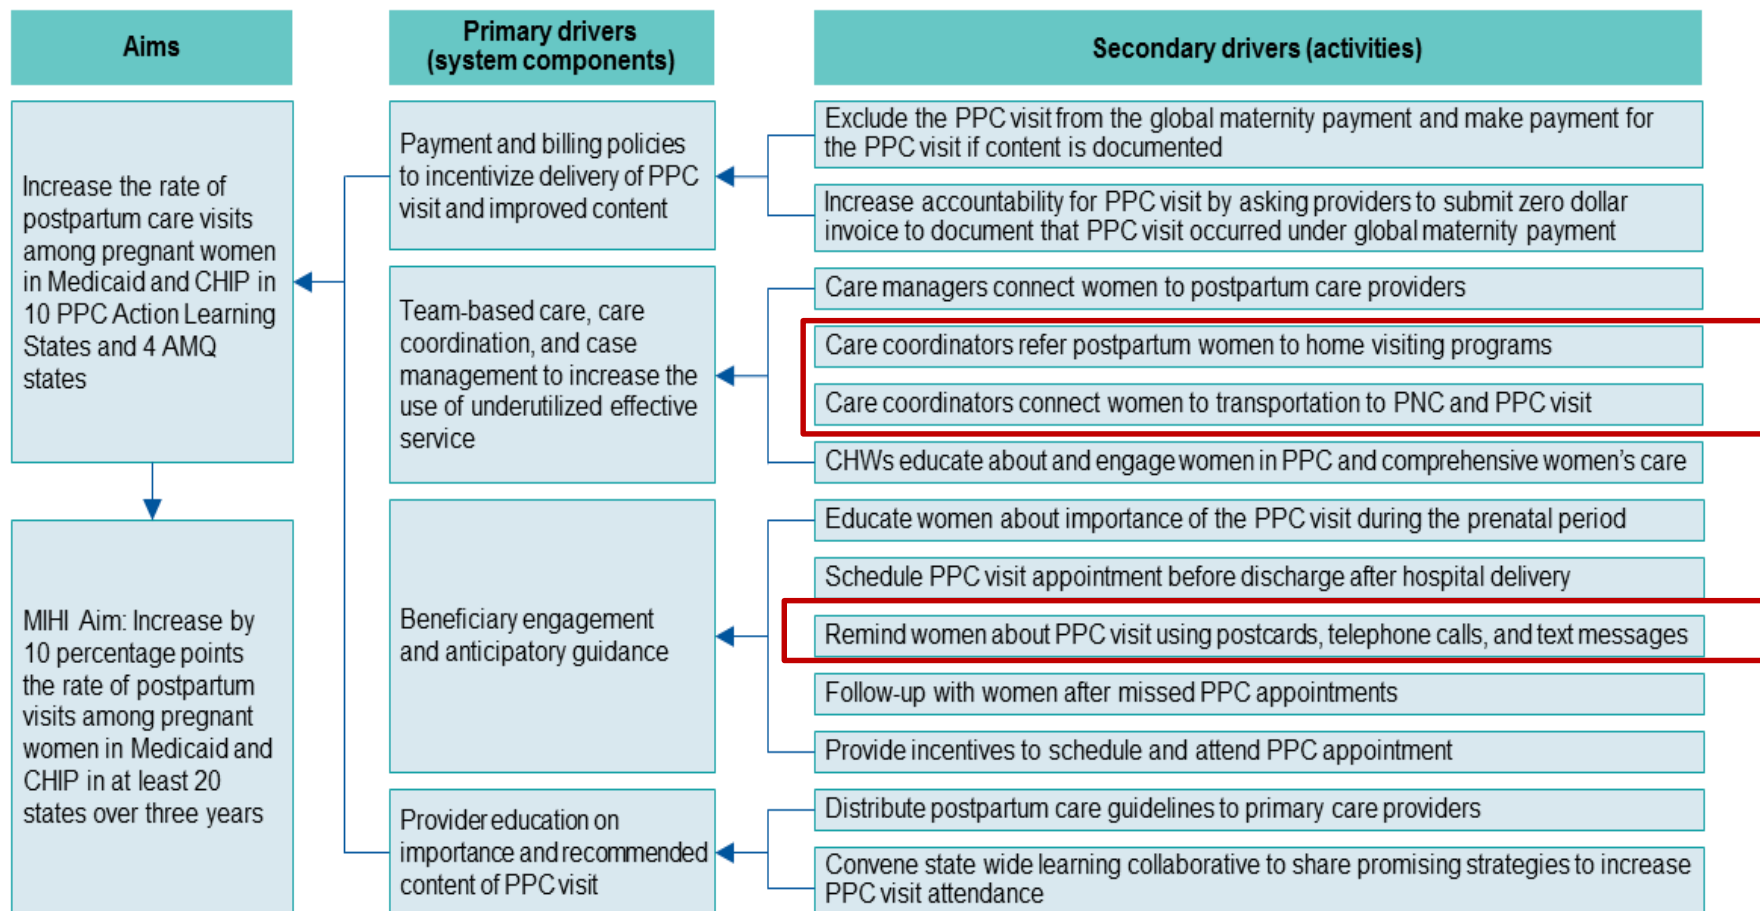 Aims
Primary drivers
(system components)
Secondary drivers (activities)
Increase the rate of
postpartum care visits
among pregnant women
in Medicaid and CHIP in
10 PPC Action Learning
States and 4 AMQ
states
MIHI Aim: Increase by
10 percentage points
the rate of postpartum
visits among pregnant
women in Medicaid and
CHIP in at least 20
states over three years
Payment and billing policies
to incentivize delivery of PPC
visit and improved content
Team-based care, care
coordination, and case
management to increase the
use of underutilized effective
service
Beneficiary engagement
and anticipatory guidance
Provider education on
importance and recommended
content of PPC visit
Exclude the PPC visit from the global maternity payment and make payment for
the PPC visit if content is documented
Increase accountability for PPC visit by asking providers to submit zero dollar
invoice to document that PPC visit occurred under global maternity payment
Care managers connect women to postpartum care providers
Care coordinators refer postpartum women to home visiting programs
Care coordinators connect women to transportation to PNC and PPC visit
CHWs educate about and engage women in PPC and comprehensive women's care
Educate women about importance of the PPC visit during the prenatal period
Schedule PPC visit appointment before discharge after hospital delivery
Remind women about PPC visit using postcards, telephone calls, and text messages
Follow-up with women after missed PPC appointments
Provide incentives to schedule and attend PPC appointment
Distribute postpartum care guidelines to primary care providers
Convene state wide learning collaborative to share promising strategies to increase
PPC visit attendance